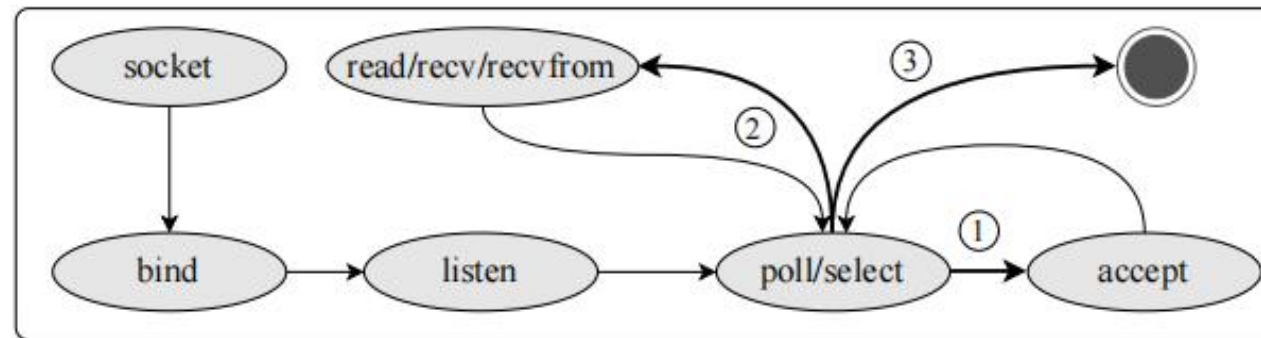 socket
read/recv/recvfrom
3
2
1
bind
listen
poll/select
accept